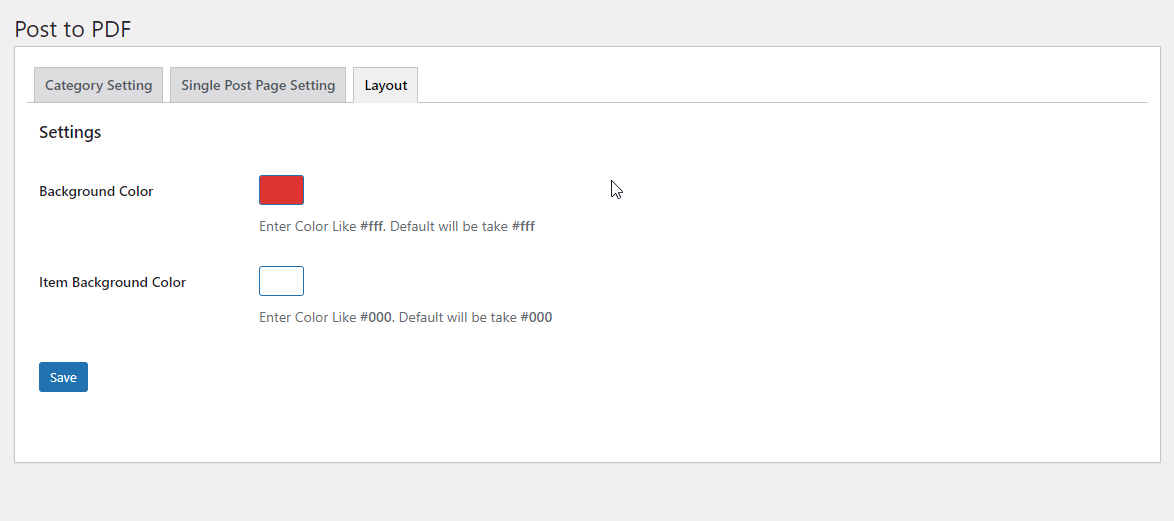 Post to PDF
Category Setting Single Post Page Setting Layout
Settings
Background Color
Enter Color Like #fff. Default will be take #fff
Item Background Color
Enter Color Like #000. Default will be take #000
Save